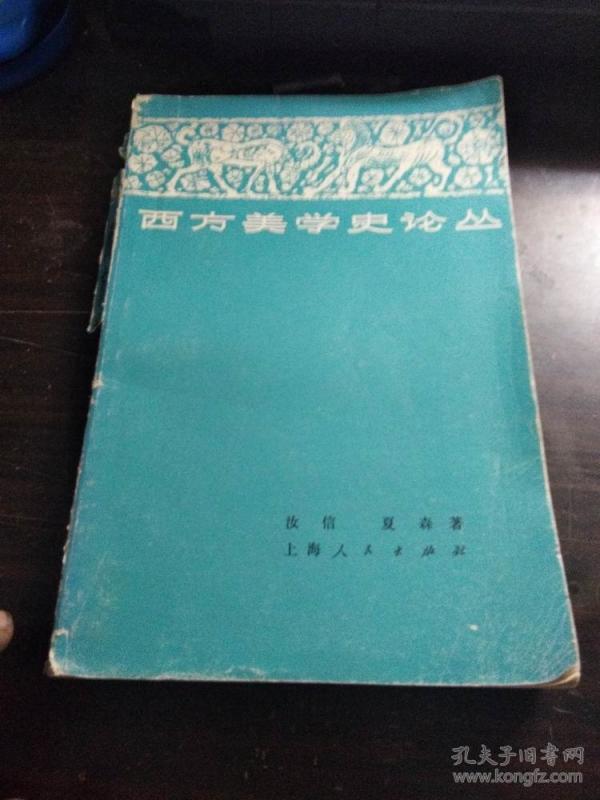 西方美学史论丛
汝信 夏森著
上海人民出版社
孔夫子旧书网
www.kongfz.com